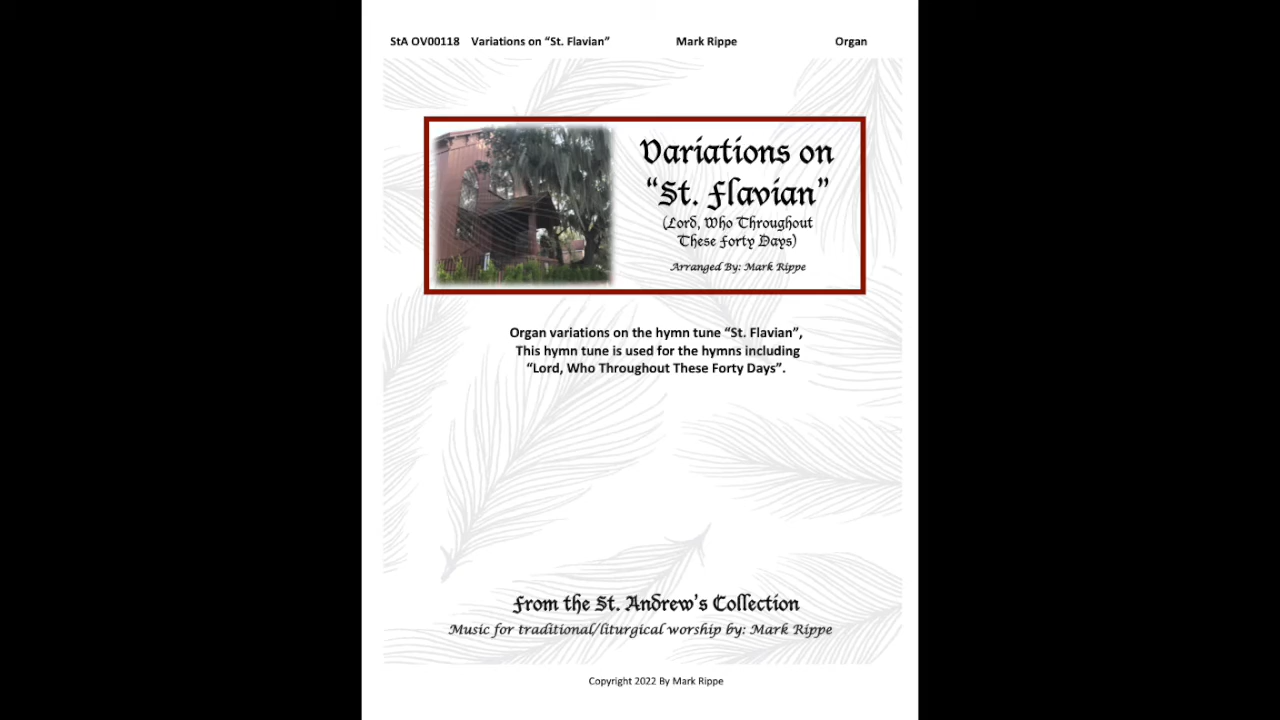 StA OV00118 Variations on “St. Flavian” Mark Rippe Organ
Variations on
“St. Flavian”
(Lord, Who Throughout
These Forty Days)
Arranged By: Mark Rippe
Organ variations on the hymn tune “St. Flavian”,
This hymn tune is used for the hymns including
“Lord, Who Throughout These Forty Days”.
From the St. Andrew’s Collection
Music for traditional/liturgical worship by: Mark Rippe
Copyright 2022 By Mark Rippe